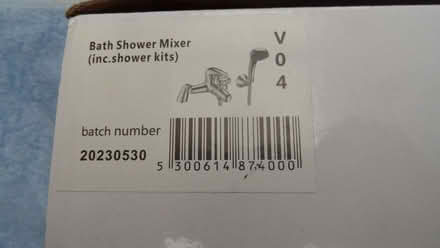 Bath Shower Mixer
(inc.shower kits)
V
0
4
batch number
20230530
5 300614 874000